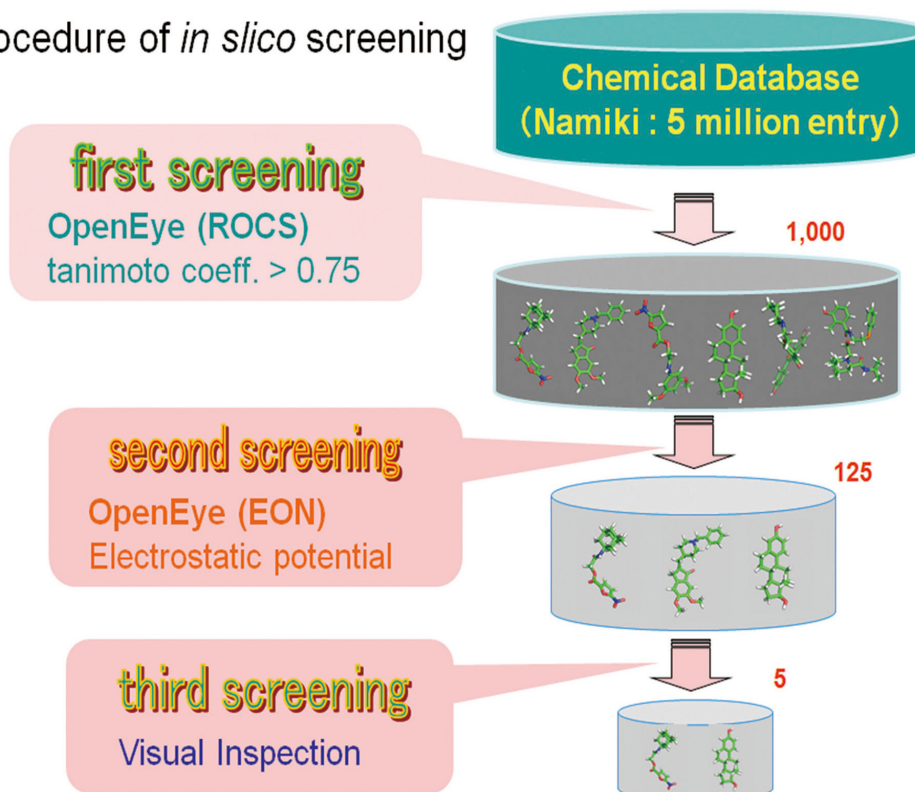 ocedure of in slico screening
Chemical Database
(Namiki : 5 million entry)
first screening
OpenEye (ROCS)
tanimoto coeff. > 0.75
1,000
second screening
OpenEye (EON)
Electrostatic potential
125
third screening
Visual Inspection
5